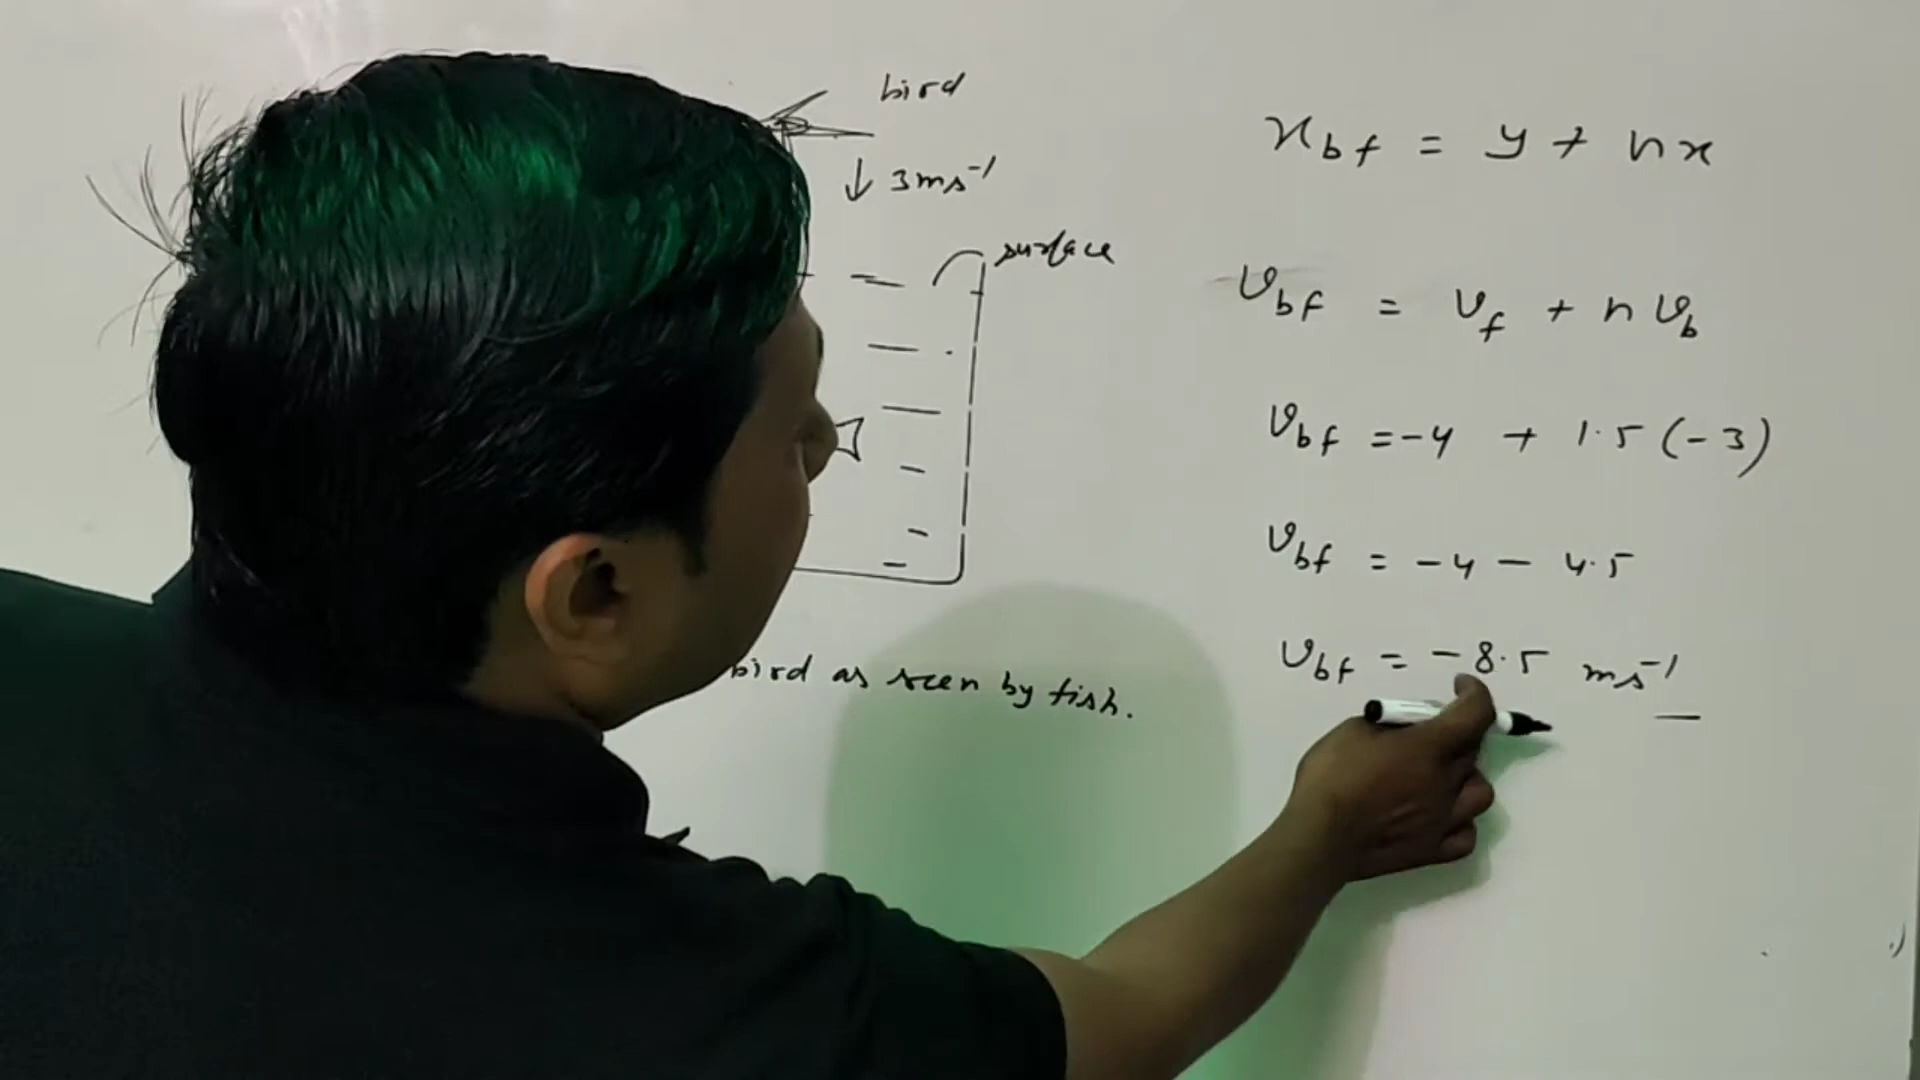 bird
↓ 3ms⁻¹
surface
bird as seen by fish.
x_bf = y + nx
v_bf = v_f + n v_b
v_bf = -4 + 1.5 (-3)
v_bf = -4 - 4.5
v_bf = -8.5 ms⁻¹